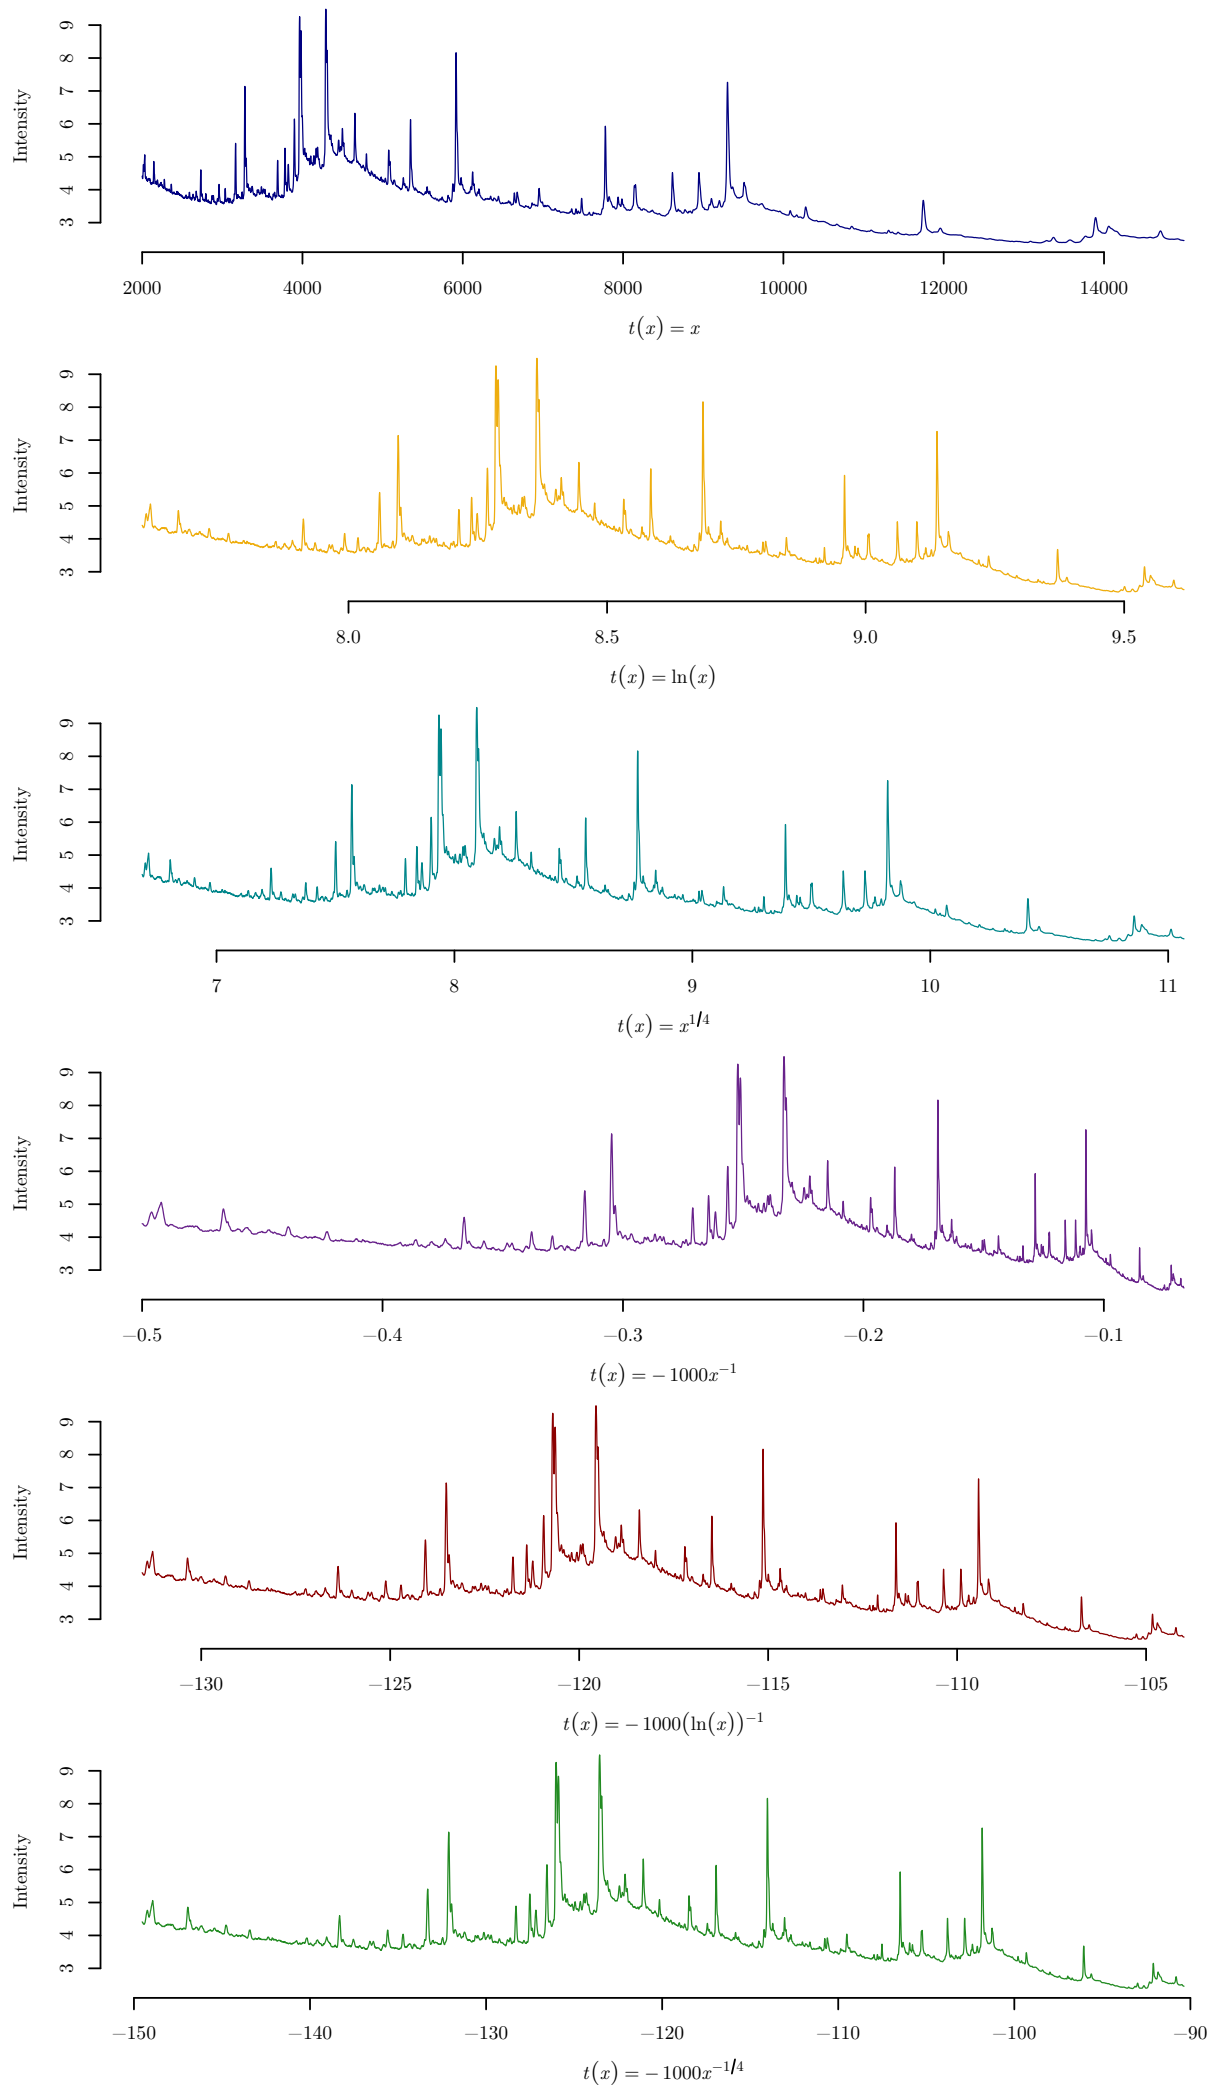 Intensity
3 4 5 6 7 8 9
2000 4000 6000 8000 10000 12000 14000
t(x) = x
Intensity
3 4 5 6 7 8 9
8.0 8.5 9.0 9.5
t(x) = ln(x)
Intensity
3 4 5 6 7 8 9
7 8 9 10 11
t(x) = x^{1/4}
Intensity
3 4 5 6 7 8 9
−0.5 −0.4 −0.3 −0.2 −0.1
t(x) = − 1000x^{−1}
Intensity
3 4 5 6 7 8 9
−130 −125 −120 −115 −110 −105
t(x) = − 1000(ln(x))^{−1}
Intensity
3 4 5 6 7 8 9
−150 −140 −130 −120 −110 −100 −90
t(x) = − 1000x^{−1/4}